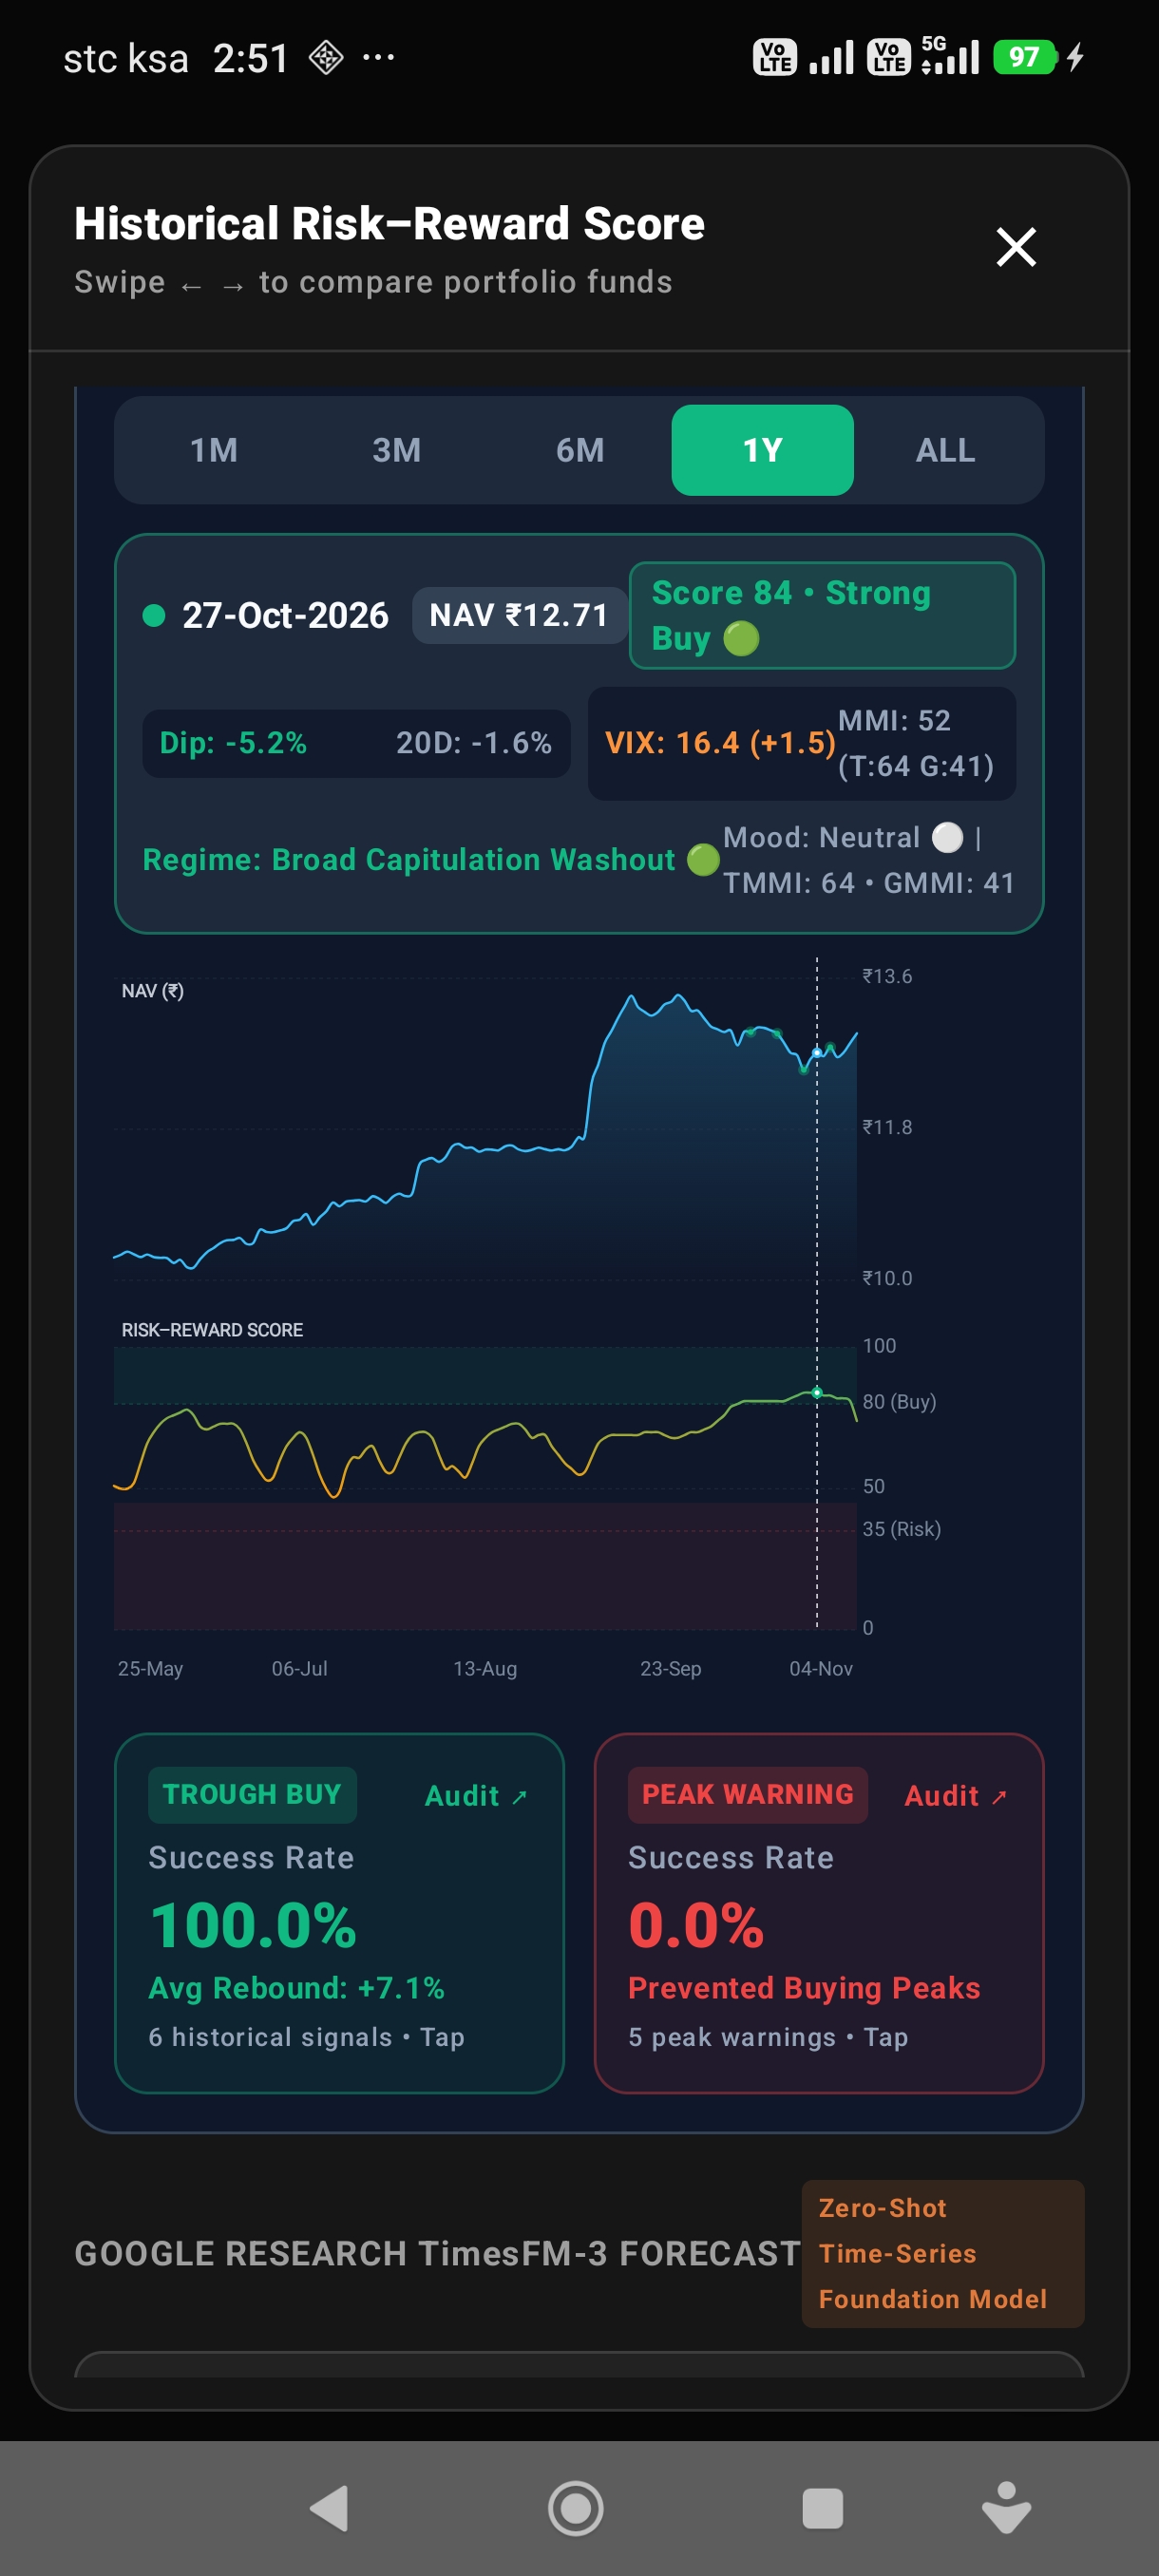 stc ksa 2:51 ...
Vo LTE Vo LTE 5G 97
Historical Risk–Reward Score
Swipe ← → to compare portfolio funds
1M 3M 6M 1Y ALL
27-Oct-2026 NAV ₹12.71 Score 84 • Strong
Buy 🟢
Dip: -5.2% 20D: -1.6% VIX: 16.4 (+1.5) MMI: 52
(T:64 G:41)
Regime: Broad Capitulation Washout 🟢 Mood: Neutral ⚪ |
TMMI: 64 • GMMI: 41
NAV (₹)
₹13.6
₹11.8
₹10.0
RISK–REWARD SCORE
100
80 (Buy)
50
35 (Risk)
0
25-May 06-Jul 13-Aug 23-Sep 04-Nov
TROUGH BUY Audit ↗
Success Rate
100.0%
Avg Rebound: +7.1%
6 historical signals • Tap
PEAK WARNING Audit ↗
Success Rate
0.0%
Prevented Buying Peaks
5 peak warnings • Tap
GOOGLE RESEARCH TimesFM-3 FORECAST
Zero-Shot
Time-Series
Foundation Model